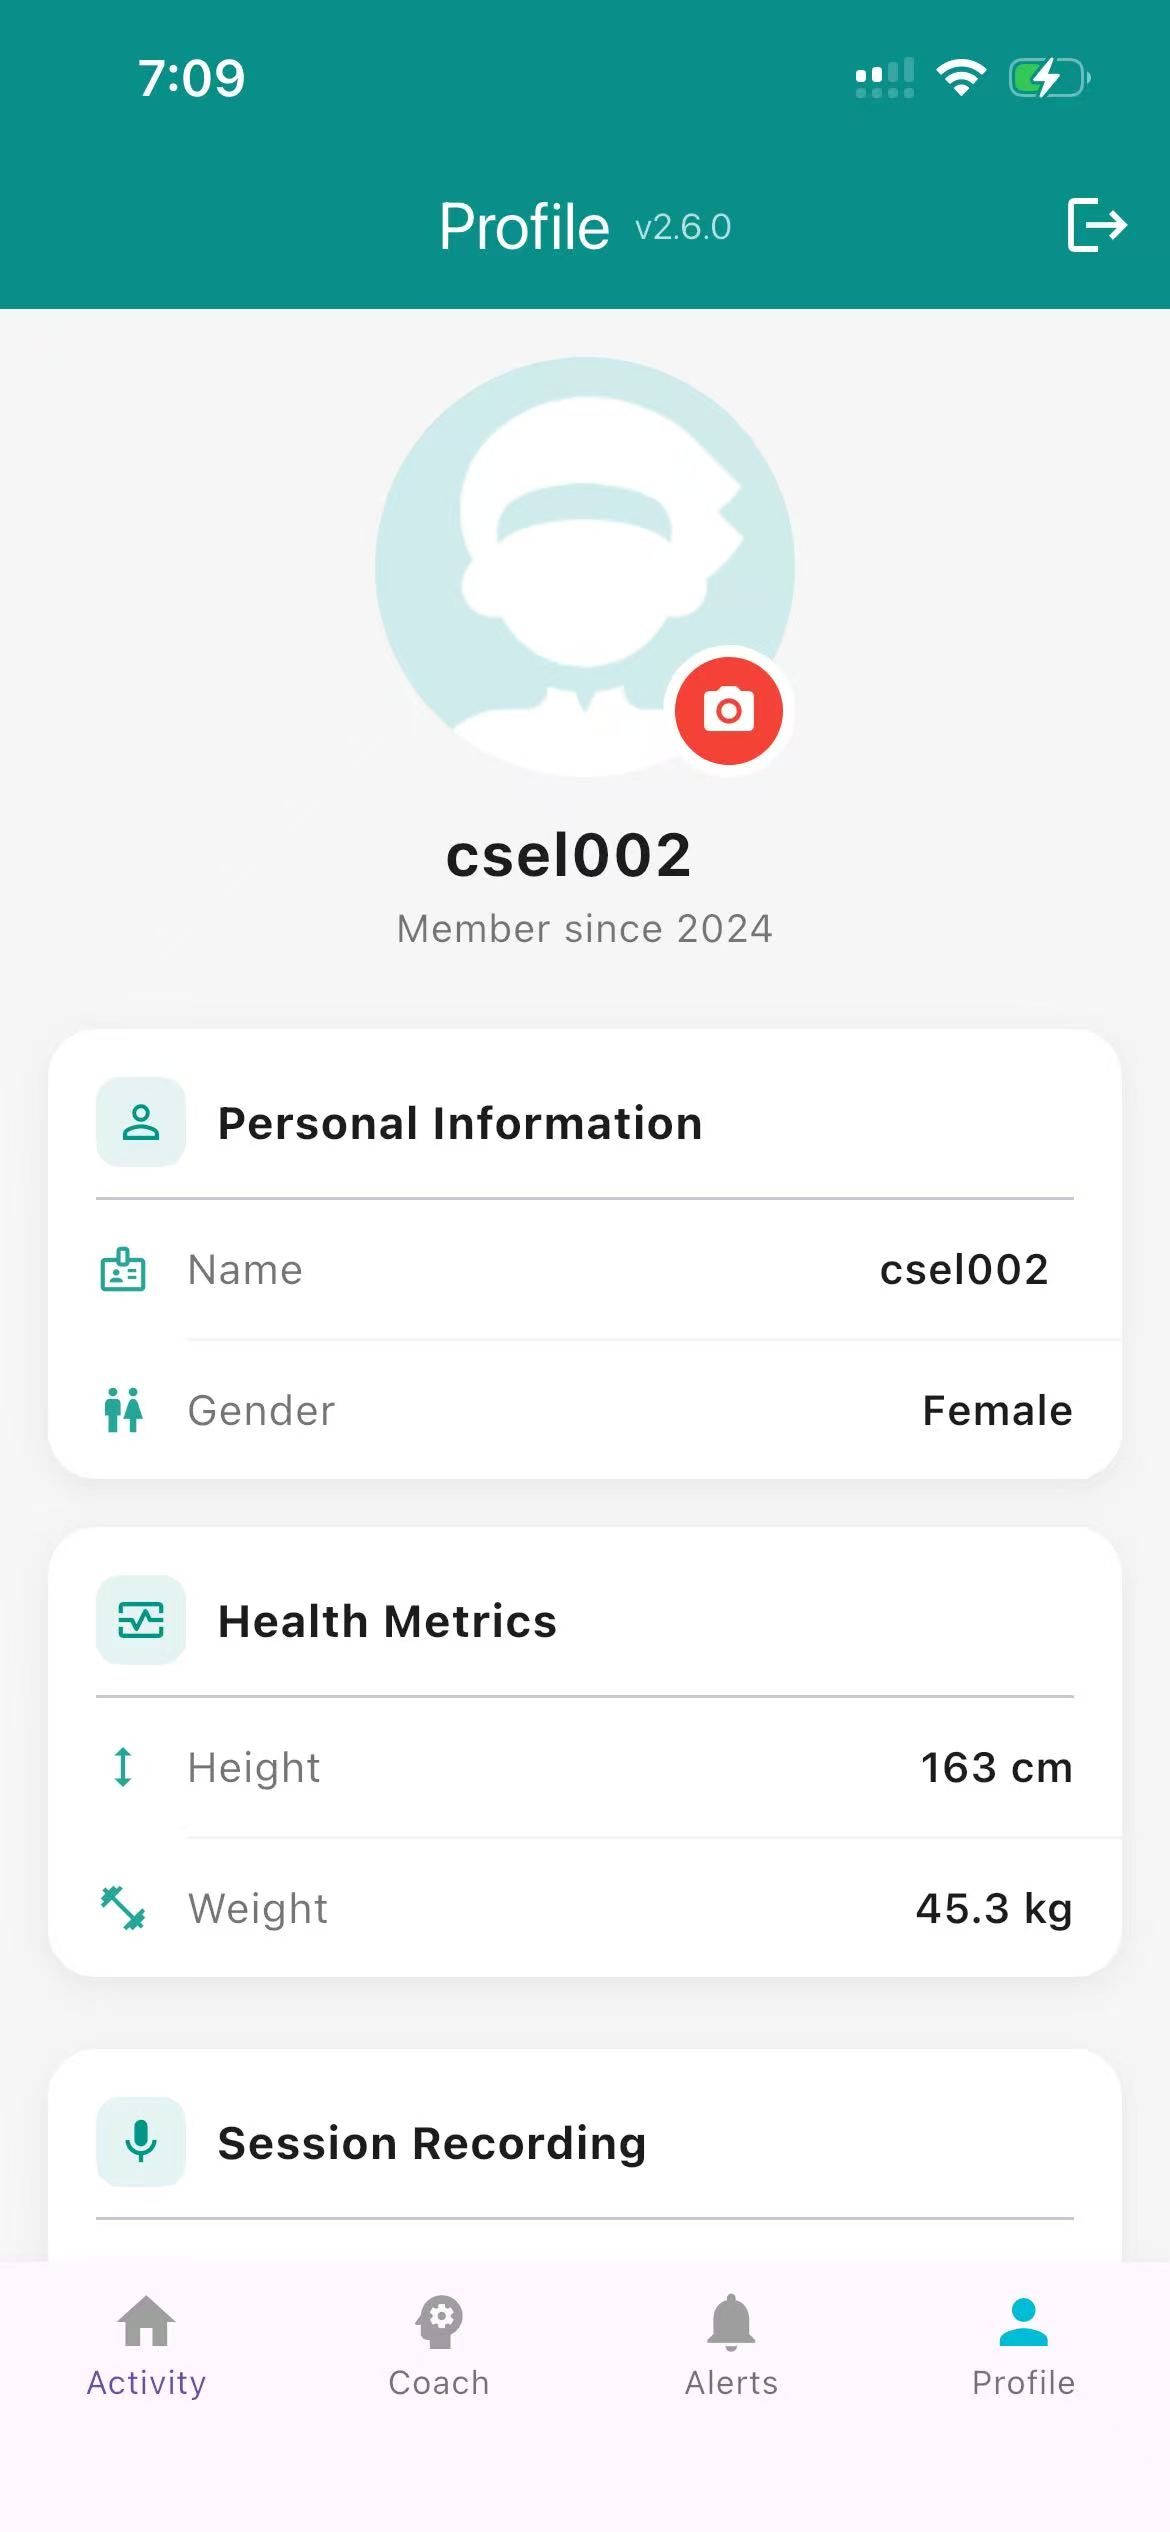 7:09
Profile v2.6.0
csel002
Member since 2024
Personal Information
Name csel002
Gender Female
Health Metrics
Height 163 cm
Weight 45.3 kg
Session Recording
Activity Coach Alerts Profile